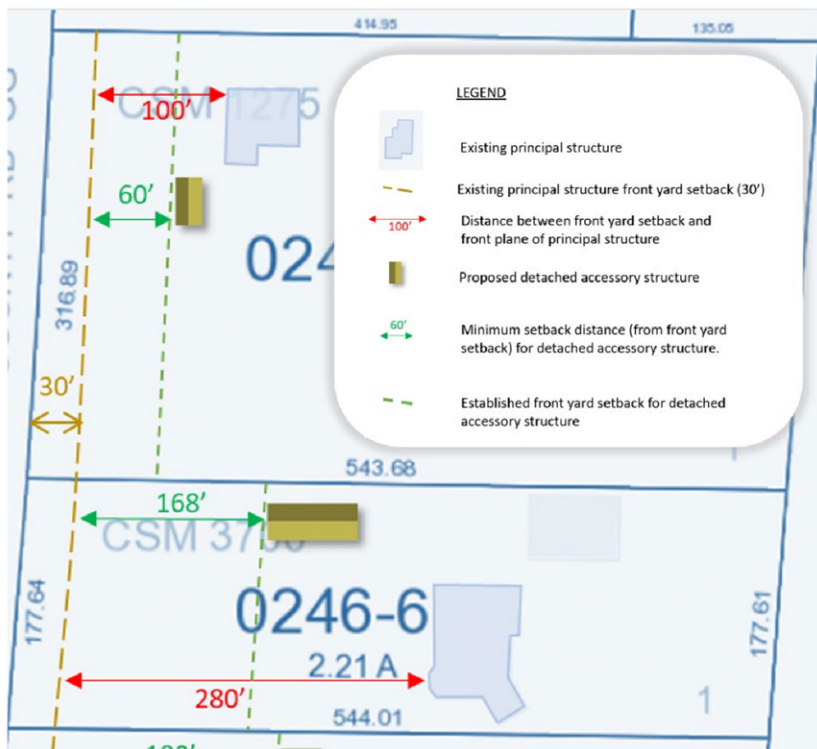 414.95
135.05
CSM 1275
100'
60'
024
316.89
30'
LEGEND
Existing principal structure
Existing principal structure front yard setback (30')
100'
Distance between front yard setback and
front plane of principal structure
Proposed detached accessory structure
60'
Minimum setback distance (from front yard
setback) for detached accessory structure.
Established front yard setback for detached
accessory structure
543.68
168'
CSM 37
0246-6
2.21 A
177.64
177.61
280'
544.01
1